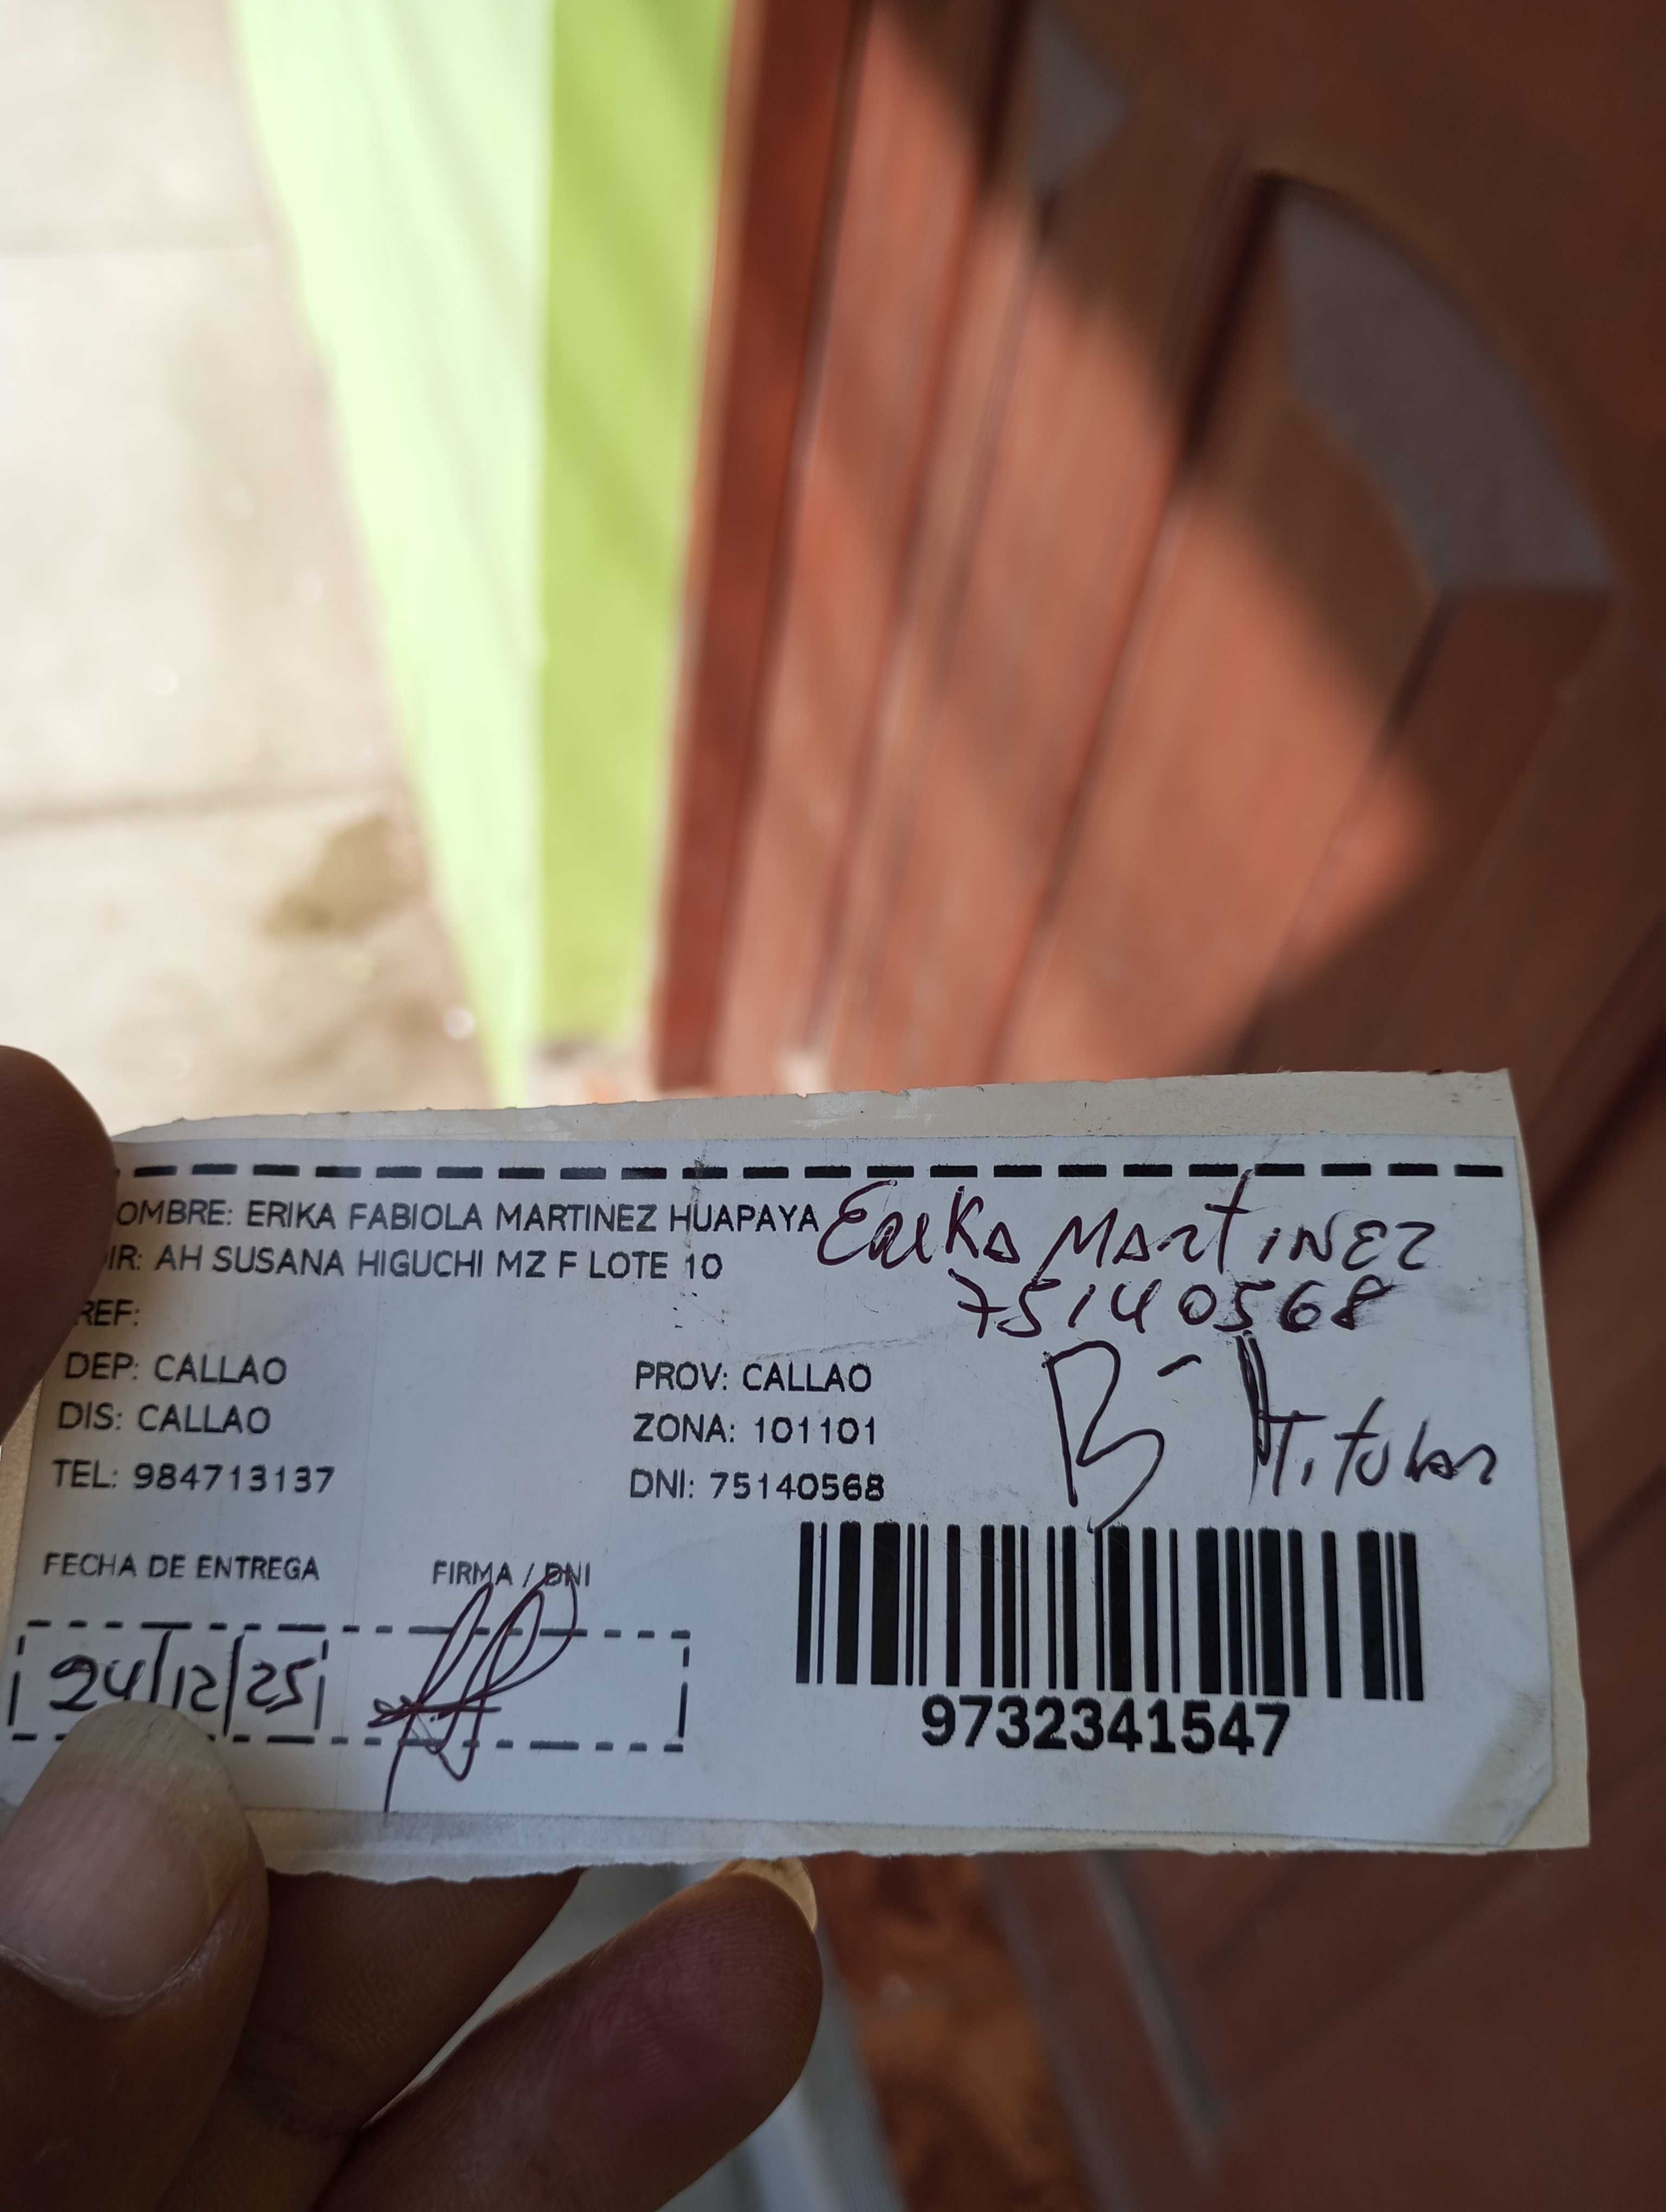 OMBRE: ERIKA FABIOLA MARTINEZ HUAPAYA
IR: AH SUSANA HIGUCHI MZ F LOTE 10
REF:
DEP: CALLAO
PROV: CALLAO
DIS: CALLAO
ZONA: 101101
TEL: 984713137
DNI: 75140568
Erika MARTINEZ
75140568
B-
Titular
FECHA DE ENTREGA
FIRMA / DNI
24/12/25
9732341547